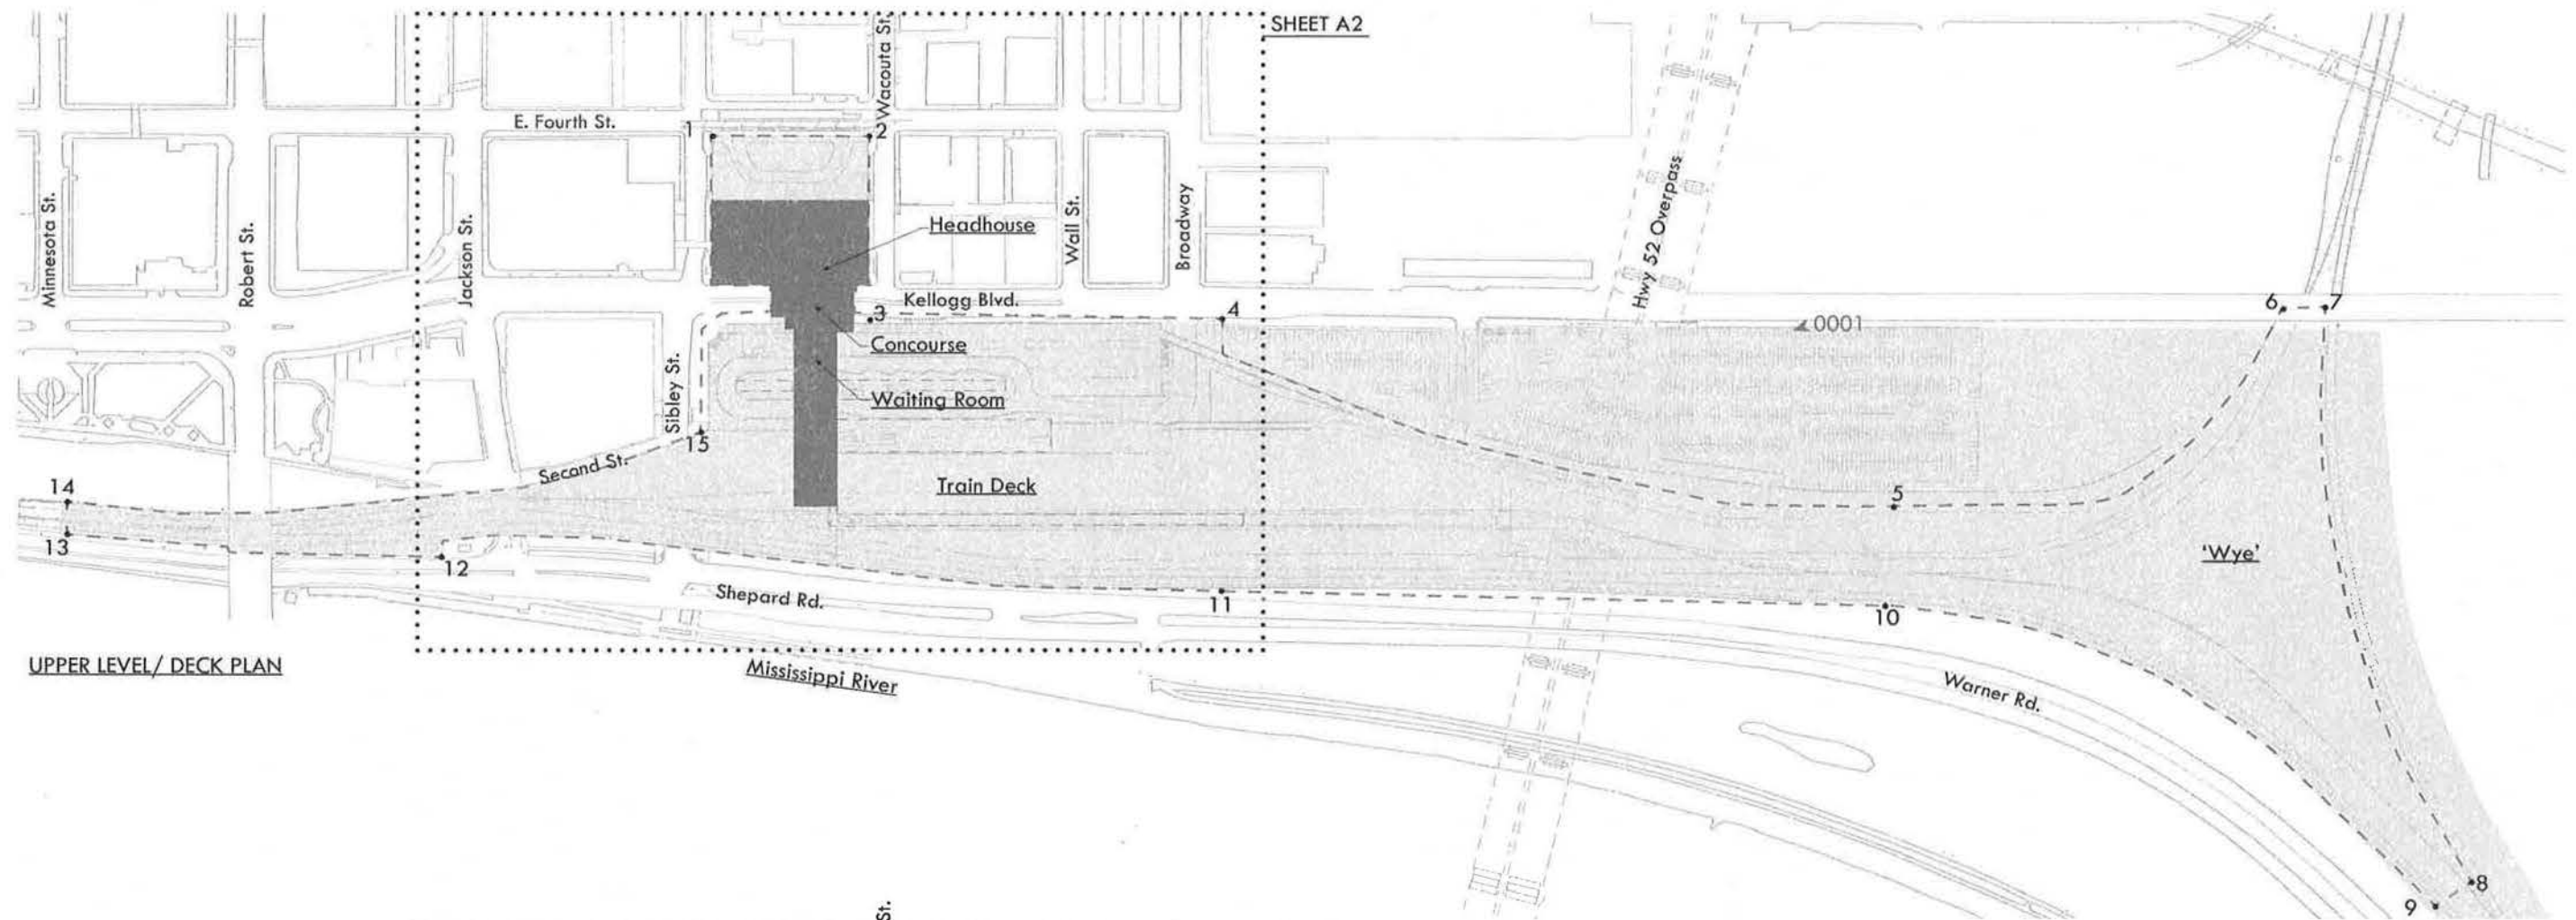 SHEET A2
Wacouta St.
E. Fourth St.
1
2
Minnesota St.
Robert St.
Jackson St.
Headhouse
Wall St.
Broadway
Hwy 52 Overpass
Kellogg Blvd.
3
4
6
7
0001
Concourse
Sibley St.
Waiting Room
15
Second St.
Train Deck
14
5
13
12
'Wye'
Shepard Rd.
11
10
UPPER LEVEL/ DECK PLAN
Mississippi River
Warner Rd.
8
9
St.